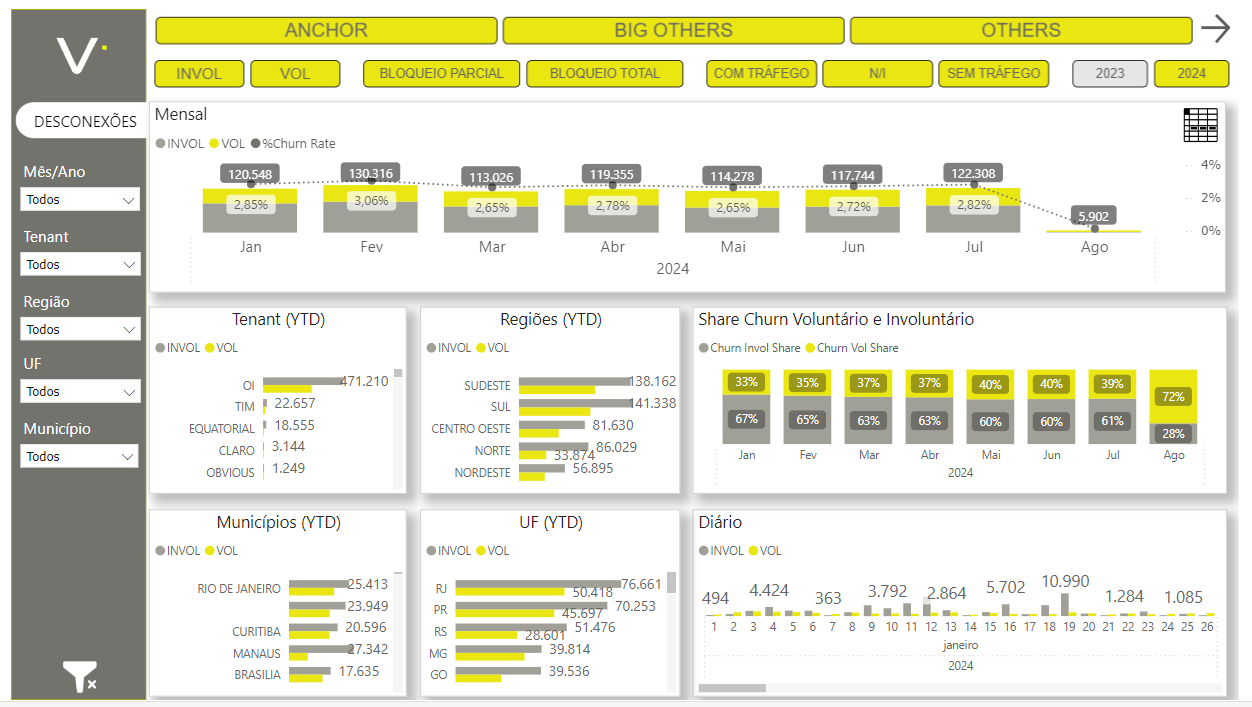 ANCHOR BIG OTHERS OTHERS
INVOL VOL BLOQUEIO PARCIAL BLOQUEIO TOTAL COM TRÁFEGO N/I SEM TRÁFEGO 2023 2024
V
DESCONEXÕES
Mês/Ano
Todos
Tenant
Todos
Região
Todos
UF
Todos
Município
Todos
Mensal
INVOL VOL %Churn Rate
120.548 130.316 113.026 119.355 114.278 117.744 122.308 5.902
2,85% 3,06% 2,65% 2,78% 2,65% 2,72% 2,82%
4%
2%
0%
Jan Fev Mar Abr Mai Jun Jul Ago
2024
Tenant (YTD)
INVOL VOL
OI 471.210
TIM 22.657
EQUATORIAL 18.555
CLARO 3.144
OBVIOUS 1.249
Regiões (YTD)
INVOL VOL
SUDESTE 138.162
SUL 141.338
CENTRO OESTE 81.630
NORTE 86.029
33.874
NORDESTE 56.895
Share Churn Voluntário e Involuntário
Churn Invol Share Churn Vol Share
33% 35% 37% 37% 40% 40% 39% 72%
67% 65% 63% 63% 60% 60% 61% 28%
Jan Fev Mar Abr Mai Jun Jul Ago
2024
Municípios (YTD)
INVOL VOL
RIO DE JANEIRO 25.413
23.949
CURITIBA 20.596
MANAUS 27.342
BRASILIA 17.635
UF (YTD)
INVOL VOL
RJ 76.661
50.418
PR 70.253
45.697
RS 51.476
28.601
MG 39.814
GO 39.536
Diário
INVOL VOL
494 4.424 363 3.792 2.864 5.702 10.990 1.284 1.085
1 2 3 4 5 6 7 8 9 10 11 12 13 14 15 16 17 18 19 20 21 22 23 24 25 26
janeiro
2024